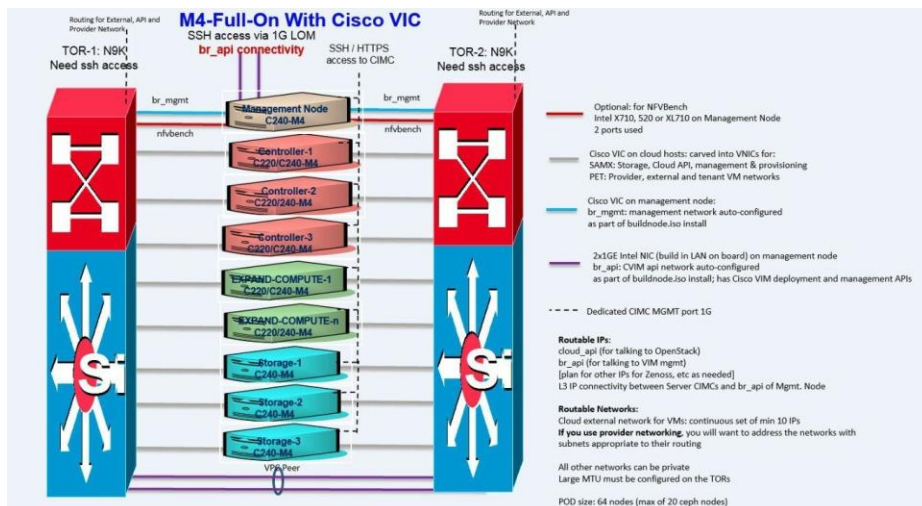 Routing for External, API and
Provider Network
M4-Full-On With Cisco VIC
SSH access via 1G LOM
br_api connectivity
SSH / HTTPS
access to CIMC
Routing for External, API and
Provider Network
TOR-1: N9K
Need ssh access
TOR-2: N9K
Need ssh access
br_mgmt
Management Node
C240-M4
br_mgmt
nfvbench
nfvbench
Controller-1
C220/C240-M4
Controller-2
C220/240-M4
Controller-3
C220/C240-M4
EXPAND-COMPUTE-1
C220/C240-M4
EXPAND-COMPUTE-n
C220/240-M4
Storage-1
C240-M4
Storage-2
C240-M4
Storage-3
C240-M4
VPC Peer
Si
Si
Optional: for NFVBench
Intel X710, 520 or XL710 on Management Node
2 ports used
Cisco VIC on cloud hosts: carved into VNICs for:
SAMX: Storage, Cloud API, management & provisioning
PET: Provider, external and tenant VM networks
Cisco VIC on management node:
br_mgmt: management network auto-configured
as part of buildnode.iso install
2x1GE Intel NIC (build in LAN on board) on management node
br_api: CVIM api network auto-configured
as part of buildnode.iso install; has Cisco VIM deployment and management APIs
Dedicated CIMC MGMT port 1G
Routable IPs:
cloud_api (for talking to OpenStack)
br_api (for talking to VIM mgmt)
[plan for other IPs for Zenoss, etc as needed]
L3 IP connectivity between Server CIMCs and br_api of Mgmt. Node
Routable Networks:
Cloud external network for VMs: continuous set of min 10 IPs
If you use provider networking, you will want to address the networks with
subnets appropriate to their routing
All other networks can be private
Large MTU must be configured on the TORs
POD size: 64 nodes (max of 20 ceph nodes)